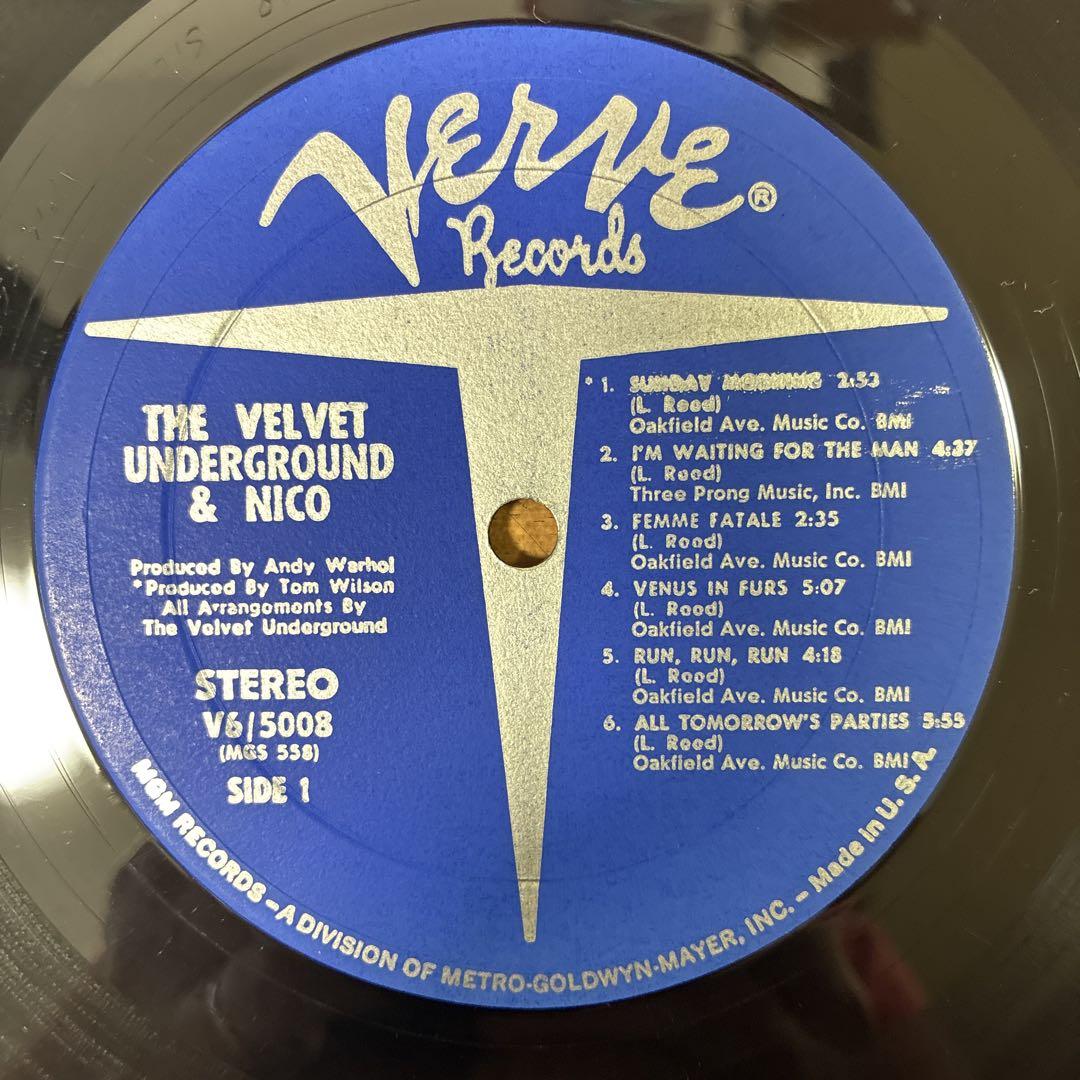 Verve ®
Records
THE VELVET
UNDERGROUND
& NICO
Produced By Andy Warhol
*Produced By Tom Wilson
All Arrangements By
The Velvet Underground
STEREO
V6/5008
(MGS 558)
SIDE 1
* 1. SUNDAY MORNING 2:53
(L. Reed)
Oakfield Ave. Music Co. BMI
2. I'M WAITING FOR THE MAN 4:37
(L. Reed)
Three Prong Music, Inc. BMI
3. FEMME FATALE 2:35
(L. Reed)
Oakfield Ave. Music Co. BMI
4. VENUS IN FURS 5:07
(L. Reed)
Oakfield Ave. Music Co. BMI
5. RUN, RUN, RUN 4:18
(L. Reed)
Oakfield Ave. Music Co. BMI
6. ALL TOMORROW'S PARTIES 5:55
(L. Reed)
Oakfield Ave. Music Co. BMI
MGM RECORDS – A DIVISION OF METRO-GOLDWYN-MAYER, INC. – Made in U. S. A.